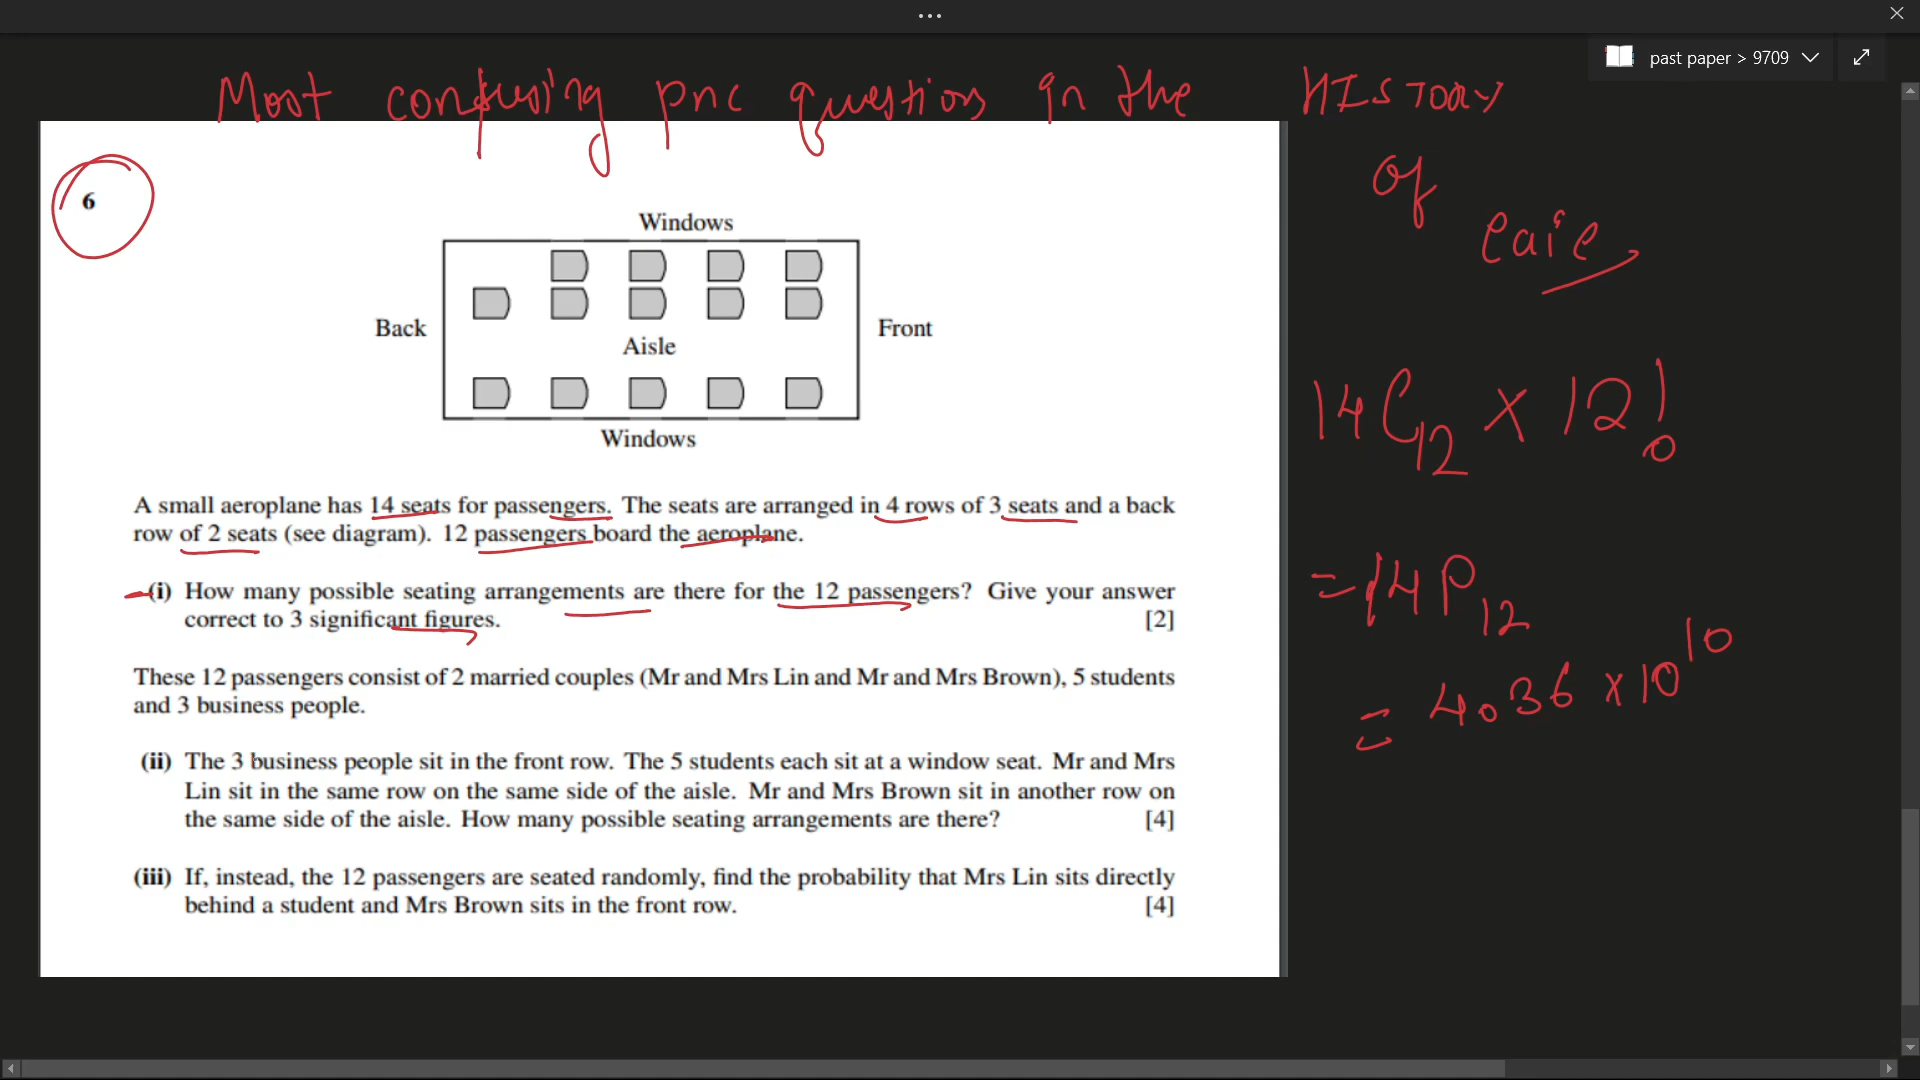 past paper > 9709
Most confusing pnc question in the HISTORY
of
caie
6
Windows
Back
Front
Aisle
Windows
A small aeroplane has 14 seats for passengers. The seats are arranged in 4 rows of 3 seats and a back
row of 2 seats (see diagram). 12 passengers board the aeroplane.
(i) How many possible seating arrangements are there for the 12 passengers? Give your answer
correct to 3 significant figures. [2]
These 12 passengers consist of 2 married couples (Mr and Mrs Lin and Mr and Mrs Brown), 5 students
and 3 business people.
(ii) The 3 business people sit in the front row. The 5 students each sit at a window seat. Mr and Mrs
Lin sit in the same row on the same side of the aisle. Mr and Mrs Brown sit in another row on
the same side of the aisle. How many possible seating arrangements are there? [4]
(iii) If, instead, the 12 passengers are seated randomly, find the probability that Mrs Lin sits directly
behind a student and Mrs Brown sits in the front row. [4]
14C12 × 12!
= 14P12
= 4.36 × 10^10